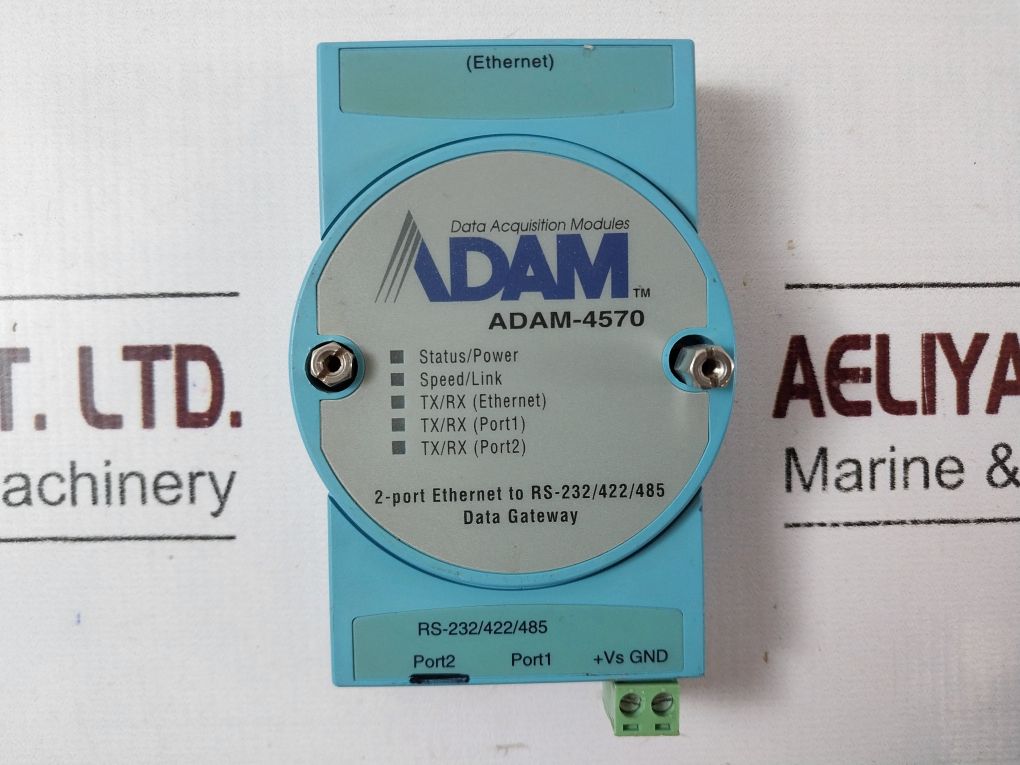 (Ethernet)
Data Acquisition Modules
ADAM™
ADAM-4570
Status/Power
Speed/Link
TX/RX (Ethernet)
TX/RX (Port1)
TX/RX (Port2)
2-port Ethernet to RS-232/422/485
Data Gateway
RS-232/422/485
Port2 Port1 +Vs GND
T. LTD.
achinery
AELIYA
Marine &